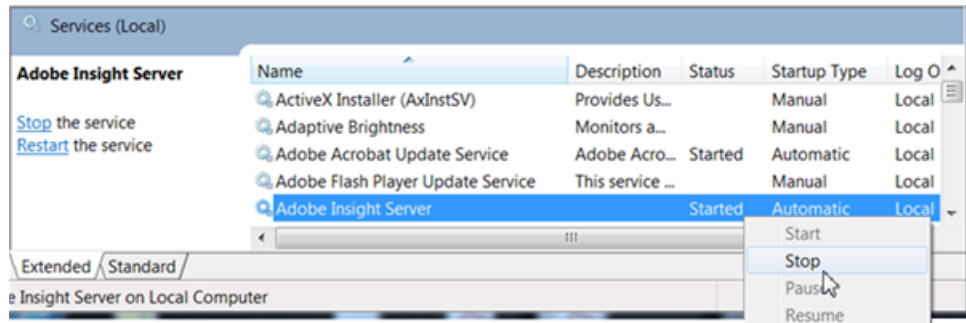 Services (Local)
Adobe Insight Server
Stop the service
Restart the service
Name Description Status Startup Type Log O
ActiveX Installer (AxInstSV) Provides Us... Manual Local
Adaptive Brightness Monitors a... Manual Local
Adobe Acrobat Update Service Adobe Acro... Started Automatic Local
Adobe Flash Player Update Service This service ... Manual Local
Adobe Insight Server Started Automatic Local
Start
Stop
Pause
Resume
Extended Standard
e Insight Server on Local Computer